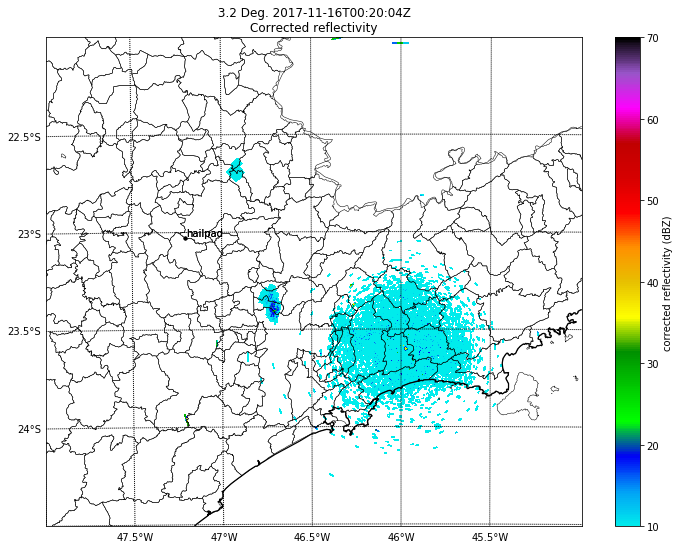 3.2 Deg. 2017-11-16T00:20:04Z
Corrected reflectivity
22.5°S
23°S
23.5°S
24°S
hailpad
47.5°W
47°W
46.5°W
46°W
45.5°W
70
60
50
40
30
20
10
corrected reflectivity (dBZ)